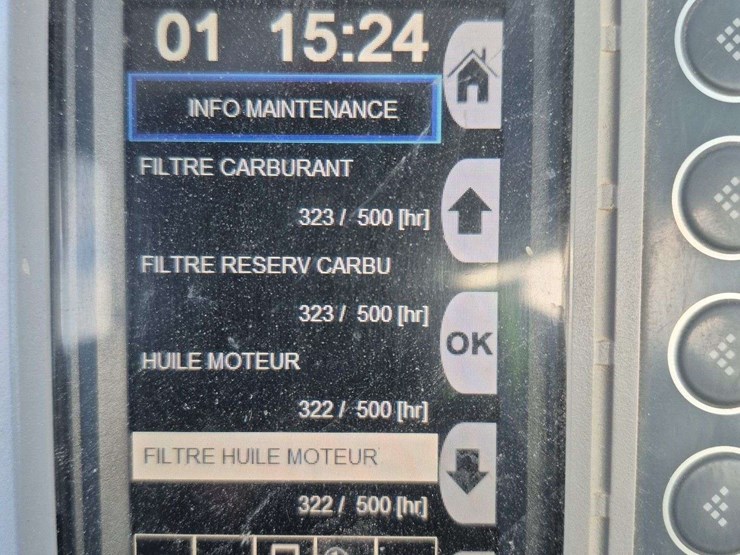 01 15:24
INFO MAINTENANCE
FILTRE CARBURANT
323 / 500 [hr]
FILTRE RESERV CARBU
323 / 500 [hr]
OK
HUILE MOTEUR
322 / 500 [hr]
FILTRE HUILE MOTEUR
322 / 500 [hr]